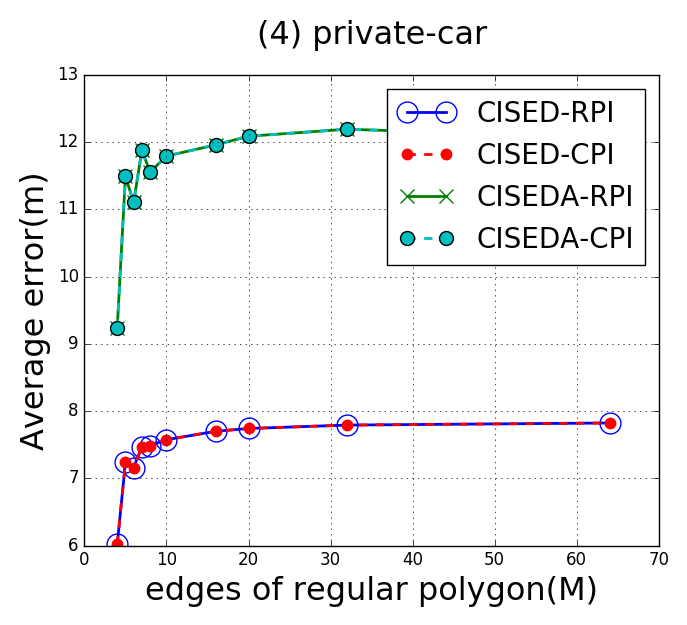 (4) private-car
13
12
11
10
9
8
7
6
0 10 20 30 40 50 60 70
Average error(m)
edges of regular polygon(M)
CISED-RPI
CISED-CPI
CISEDA-RPI
CISEDA-CPI